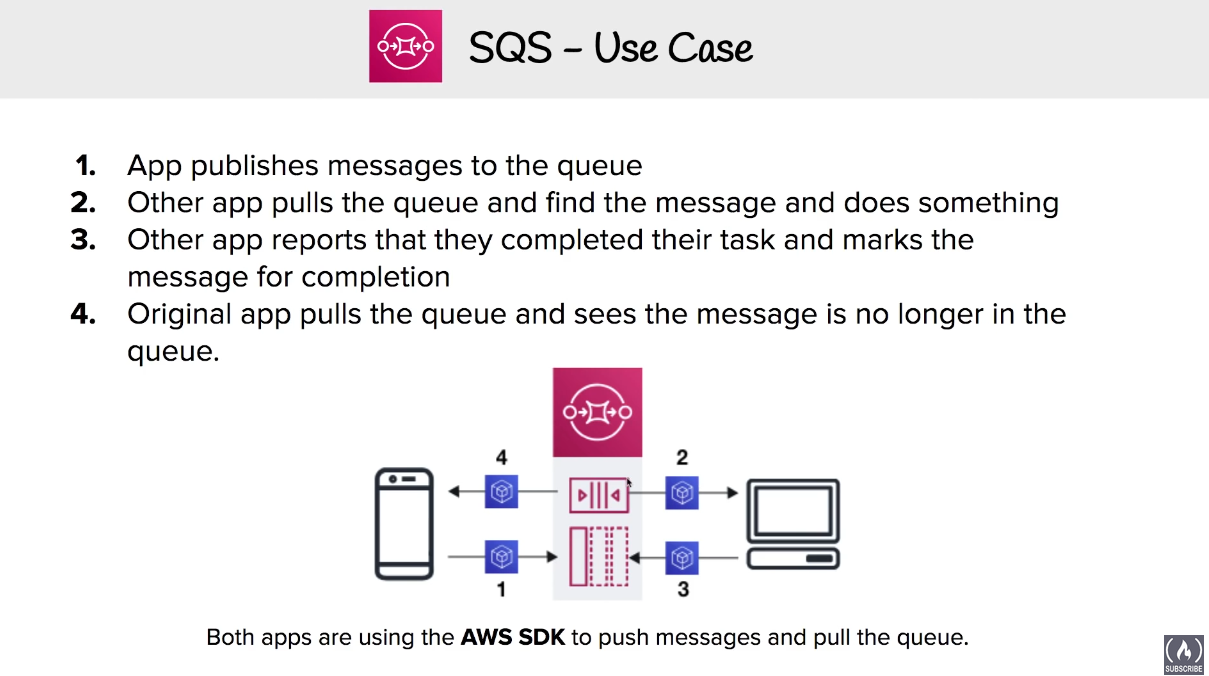 SQS – Use Case
1. App publishes messages to the queue
2. Other app pulls the queue and find the message and does something
3. Other app reports that they completed their task and marks the
message for completion
4. Original app pulls the queue and sees the message is no longer in the
queue.
4 2
1 3
Both apps are using the AWS SDK to push messages and pull the queue.
SUBSCRIBE